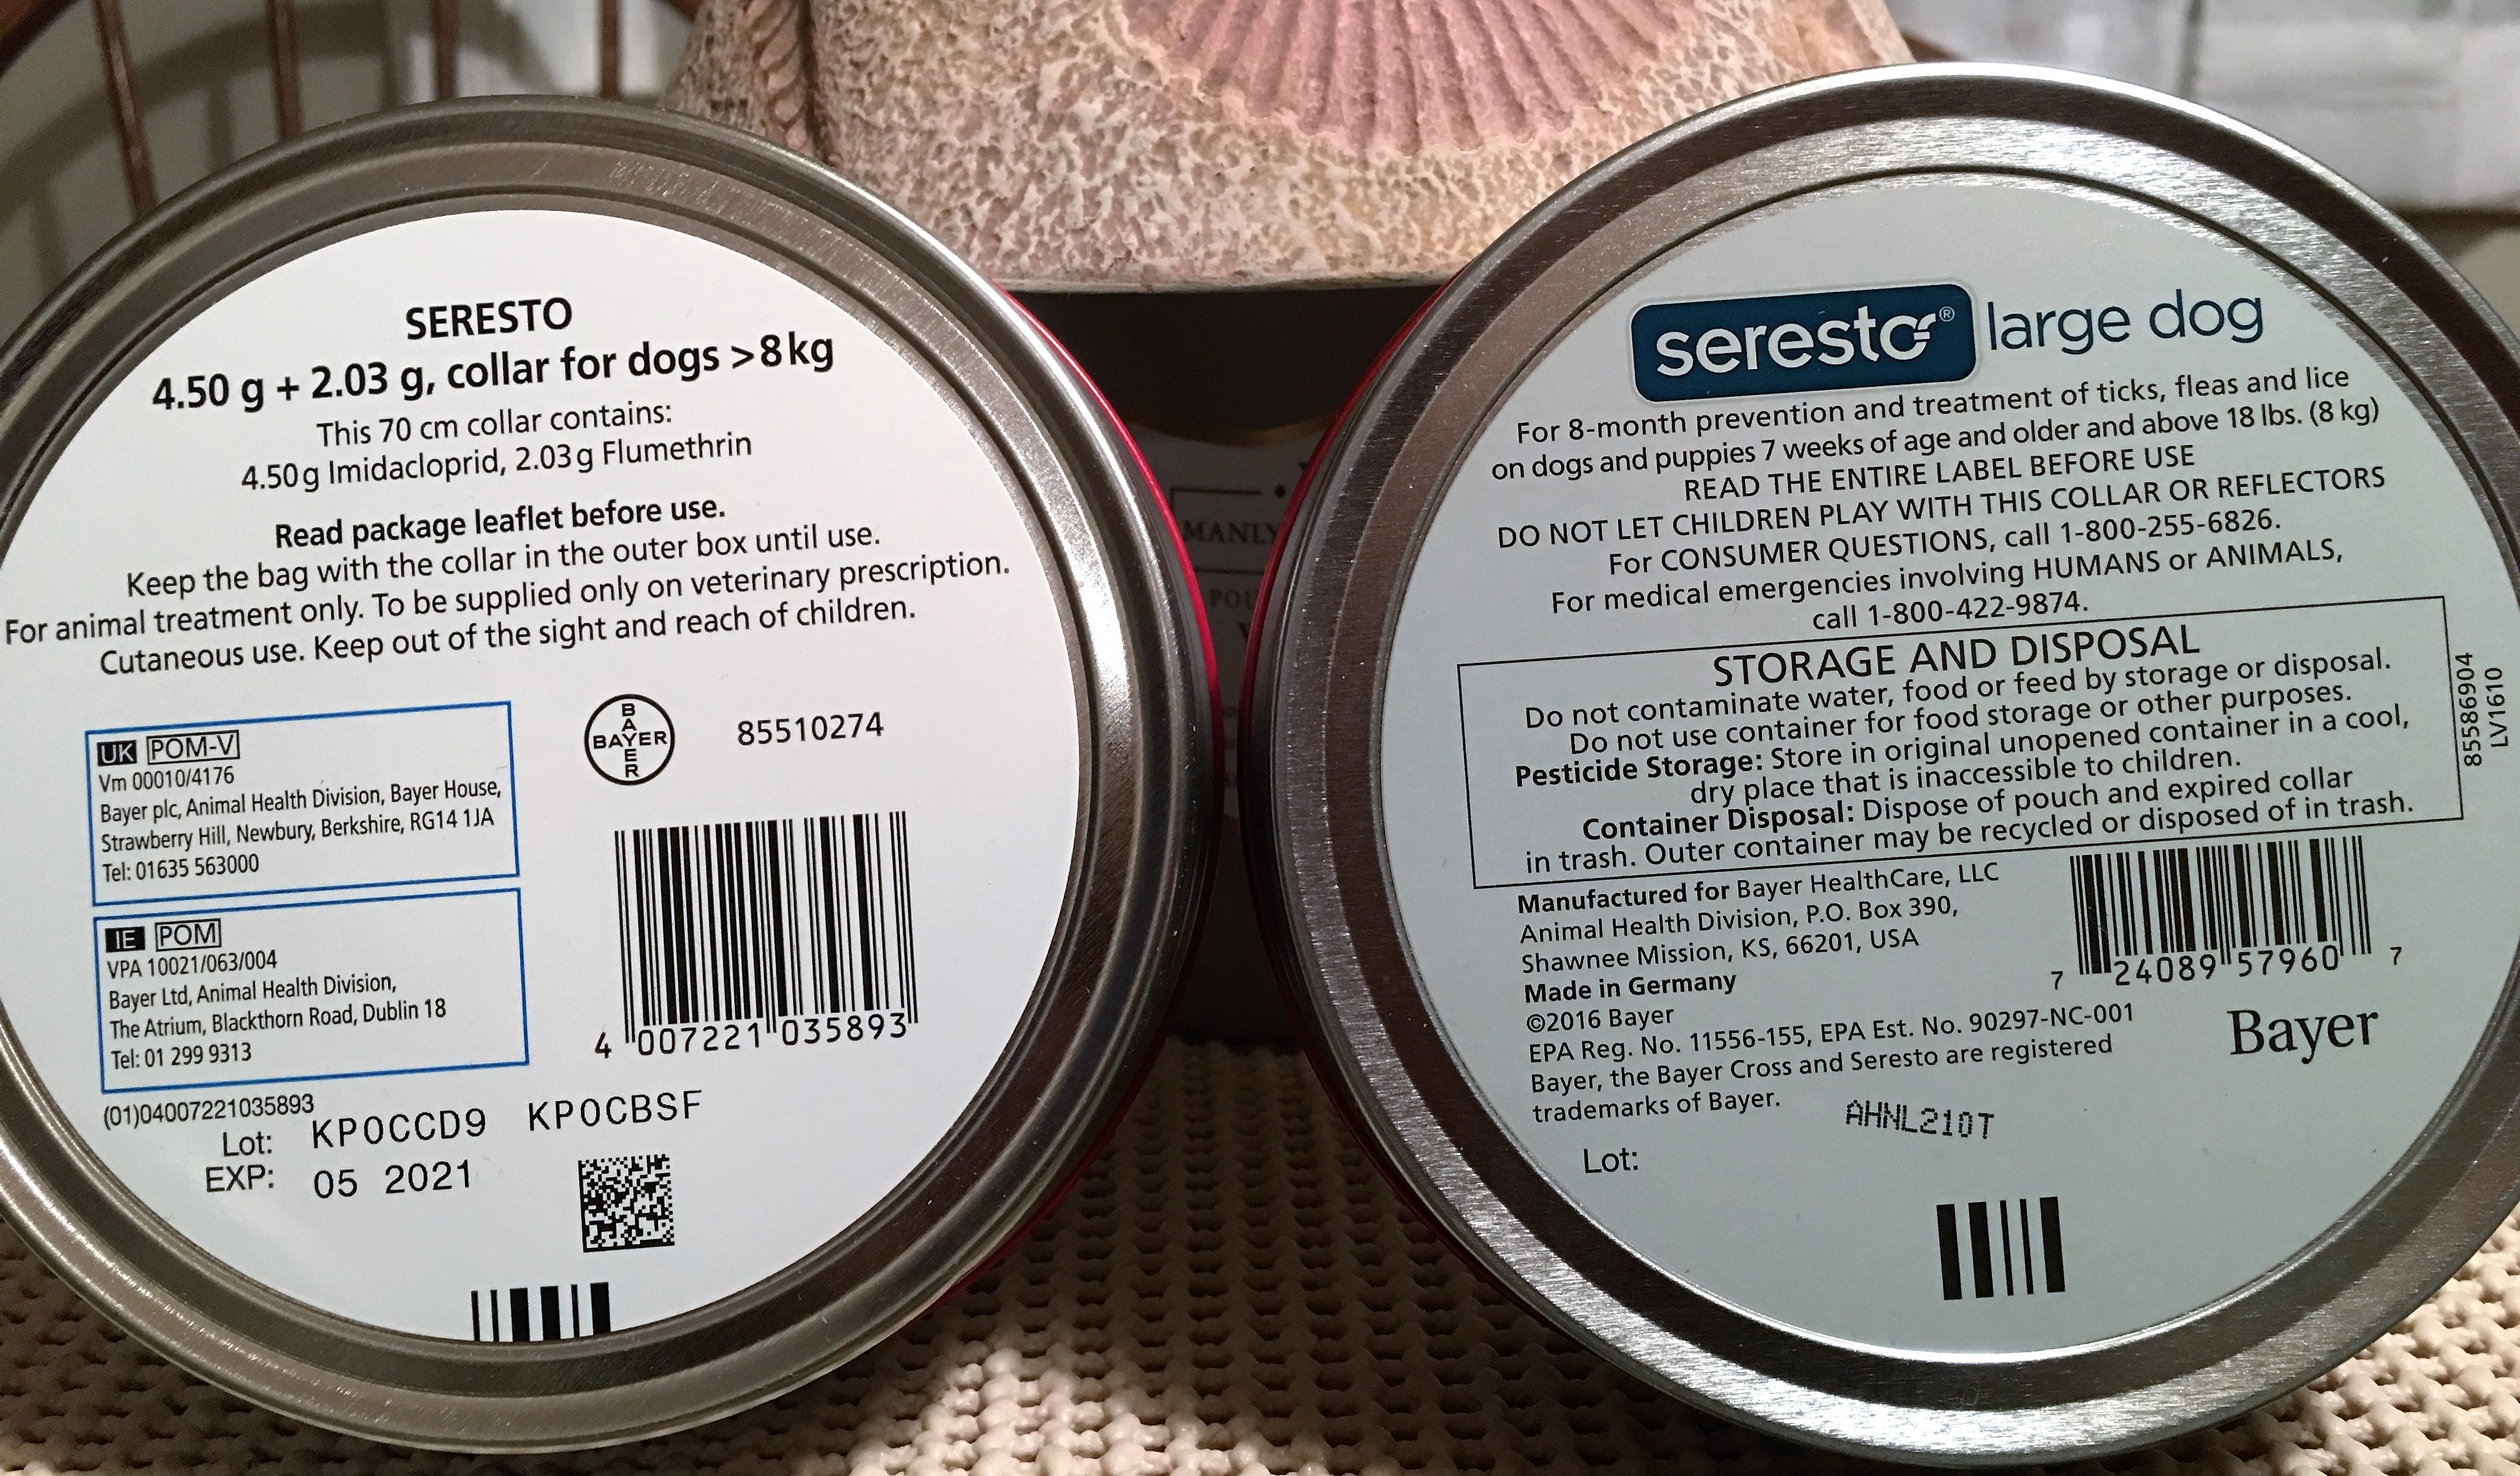 SERESTO
4.50 g + 2.03 g, collar for dogs >8 kg
This 70 cm collar contains:
4.50 g Imidacloprid, 2.03 g Flumethrin
Read package leaflet before use.
Keep the bag with the collar in the outer box until use.
For animal treatment only. To be supplied only on veterinary prescription.
Cutaneous use. Keep out of the sight and reach of children.
UK POM-V
Vm 00010/4176
Bayer plc, Animal Health Division, Bayer House,
Strawberry Hill, Newbury, Berkshire, RG14 1JA
Tel: 01635 563000
BAYER
BAYER
85510274
IE POM
VPA 10021/063/004
Bayer Ltd, Animal Health Division,
The Atrium, Blackthorn Road, Dublin 18
Tel: 01 299 9313
4 007221 035893
(01)04007221035893
Lot: KP0CCD9 KP0CBSF
EXP: 05 2021
MANLY
seresto® large dog
For 8-month prevention and treatment of ticks, fleas and lice
on dogs and puppies 7 weeks of age and older and above 18 lbs. (8 kg)
READ THE ENTIRE LABEL BEFORE USE
DO NOT LET CHILDREN PLAY WITH THIS COLLAR OR REFLECTORS
For CONSUMER QUESTIONS, call 1-800-255-6826.
For medical emergencies involving HUMANS or ANIMALS,
call 1-800-422-9874.
STORAGE AND DISPOSAL
Do not contaminate water, food or feed by storage or disposal.
Do not use container for food storage or other purposes.
Pesticide Storage: Store in original unopened container in a cool,
dry place that is inaccessible to children.
Container Disposal: Dispose of pouch and expired collar
in trash. Outer container may be recycled or disposed of in trash.
85586904
LV1610
Manufactured for Bayer HealthCare, LLC
Animal Health Division, P.O. Box 390,
Shawnee Mission, KS, 66201, USA
Made in Germany
©2016 Bayer
EPA Reg. No. 11556-155, EPA Est. No. 90297-NC-001
Bayer, the Bayer Cross and Seresto are registered
trademarks of Bayer.
7 24089 57960 7
Bayer
AHNL210T
Lot: